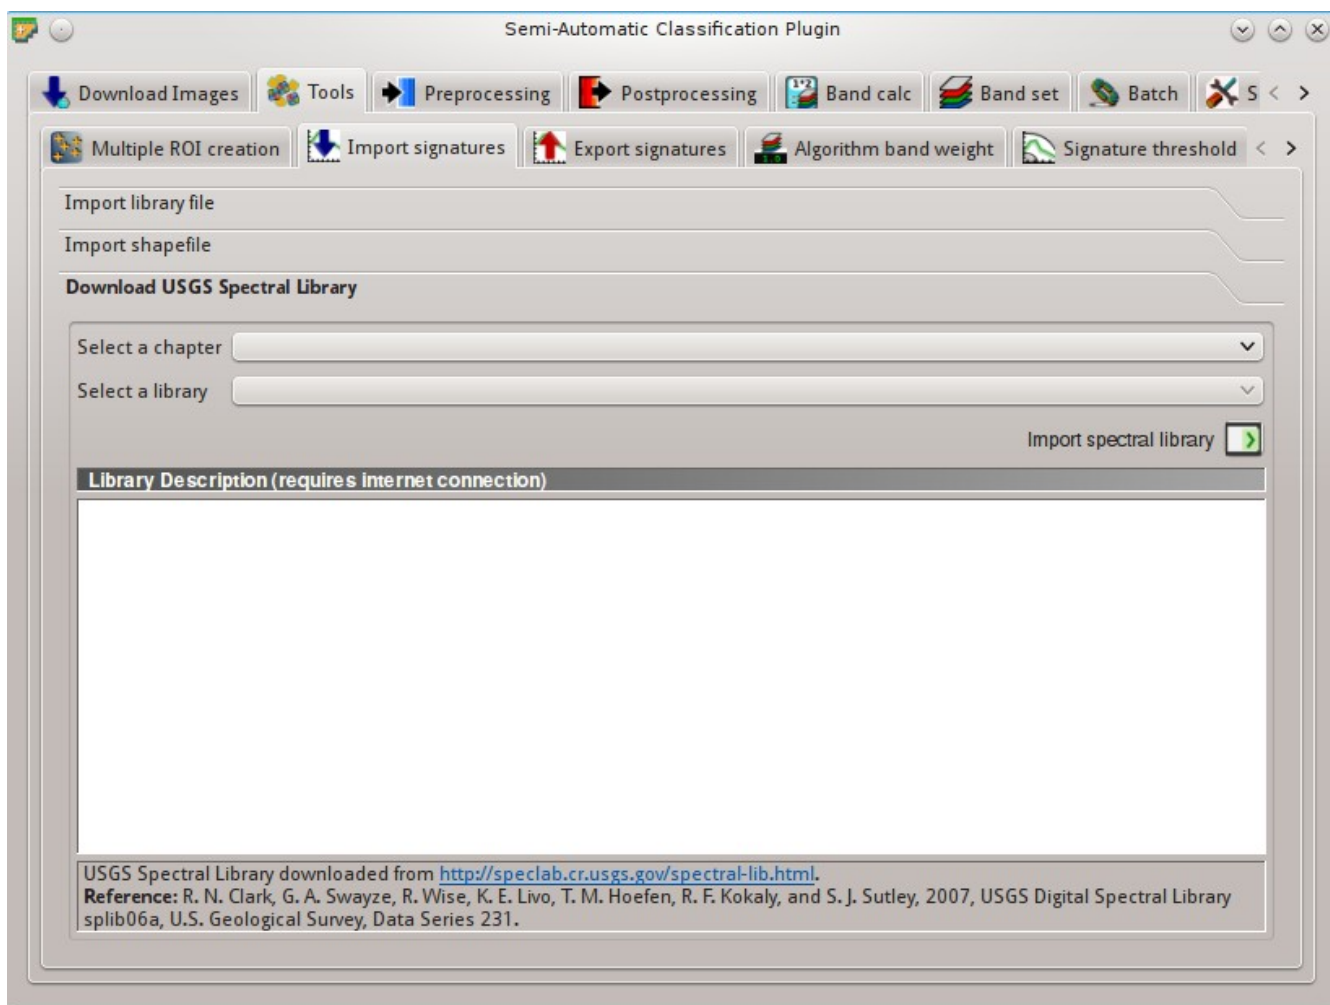 Semi-Automatic Classification Plugin
Download Images Tools Preprocessing Postprocessing Band calc Band set Batch S < >
Multiple ROI creation Import signatures Export signatures Algorithm band weight Signature threshold < >
Import library file
Import shapefile
Download USGS Spectral Library
Select a chapter
Select a library
Import spectral library
Library Description (requires internet connection)
USGS Spectral Library downloaded from http://speclab.cr.usgs.gov/spectral-lib.html.
Reference: R. N. Clark, G. A. Swayze, R. Wise, K. E. Livo, T. M. Hoefen, R. F. Kokaly, and S. J. Sutley, 2007, USGS Digital Spectral Library
splib06a, U.S. Geological Survey, Data Series 231.